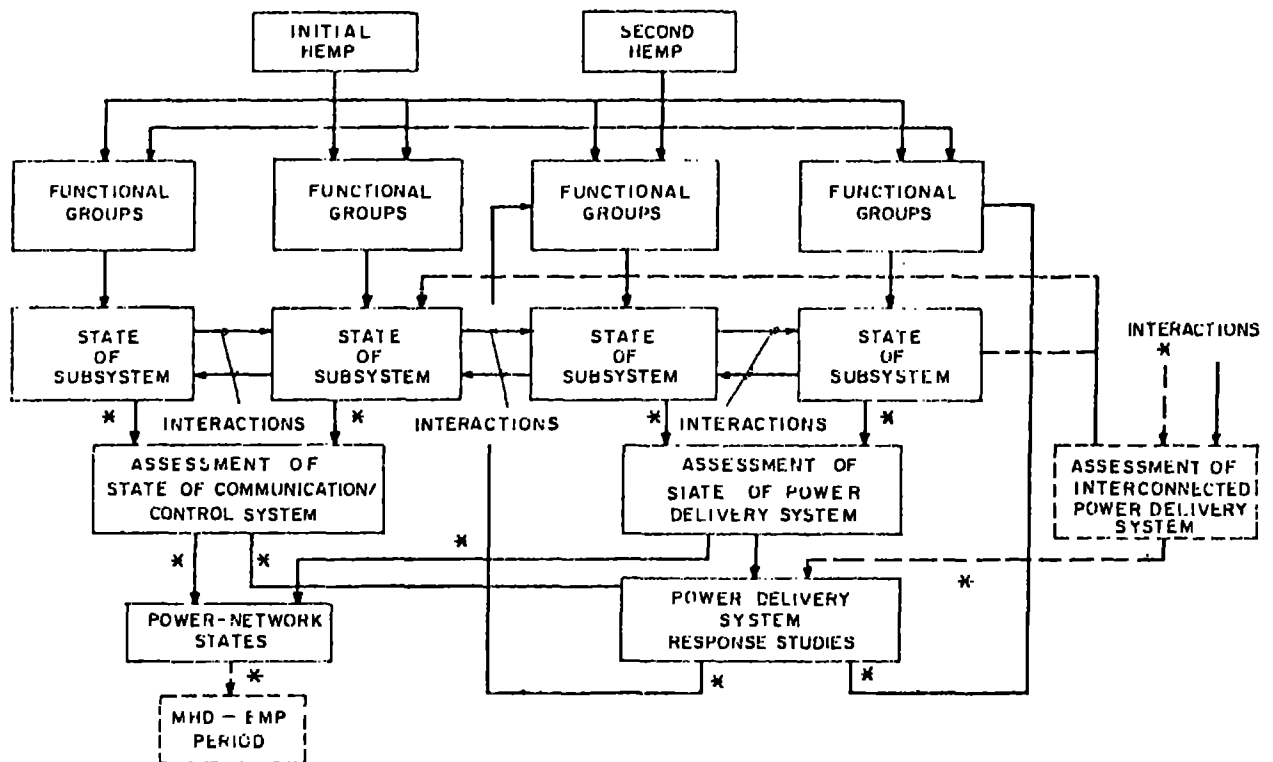 INITIAL
HEMP
SECOND
HEMP
FUNCTIONAL
GROUPS
FUNCTIONAL
GROUPS
FUNCTIONAL
GROUPS
FUNCTIONAL
GROUPS
STATE
OF
SUBSYSTEM
STATE
OF
SUBSYSTEM
STATE
OF
SUBSYSTEM
STATE
OF
SUBSYSTEM
INTERACTIONS
*
* INTERACTIONS * INTERACTIONS * INTERACTIONS *
ASSESSMENT OF
STATE OF COMMUNICATION/
CONTROL SYSTEM
ASSESSMENT OF
STATE OF POWER
DELIVERY SYSTEM
ASSESSMENT OF
INTERCONNECTED
POWER DELIVERY
SYSTEM
* * * *
POWER-NETWORK
STATES
POWER DELIVERY
SYSTEM
RESPONSE STUDIES
* * *
MHD - EMP
PERIOD